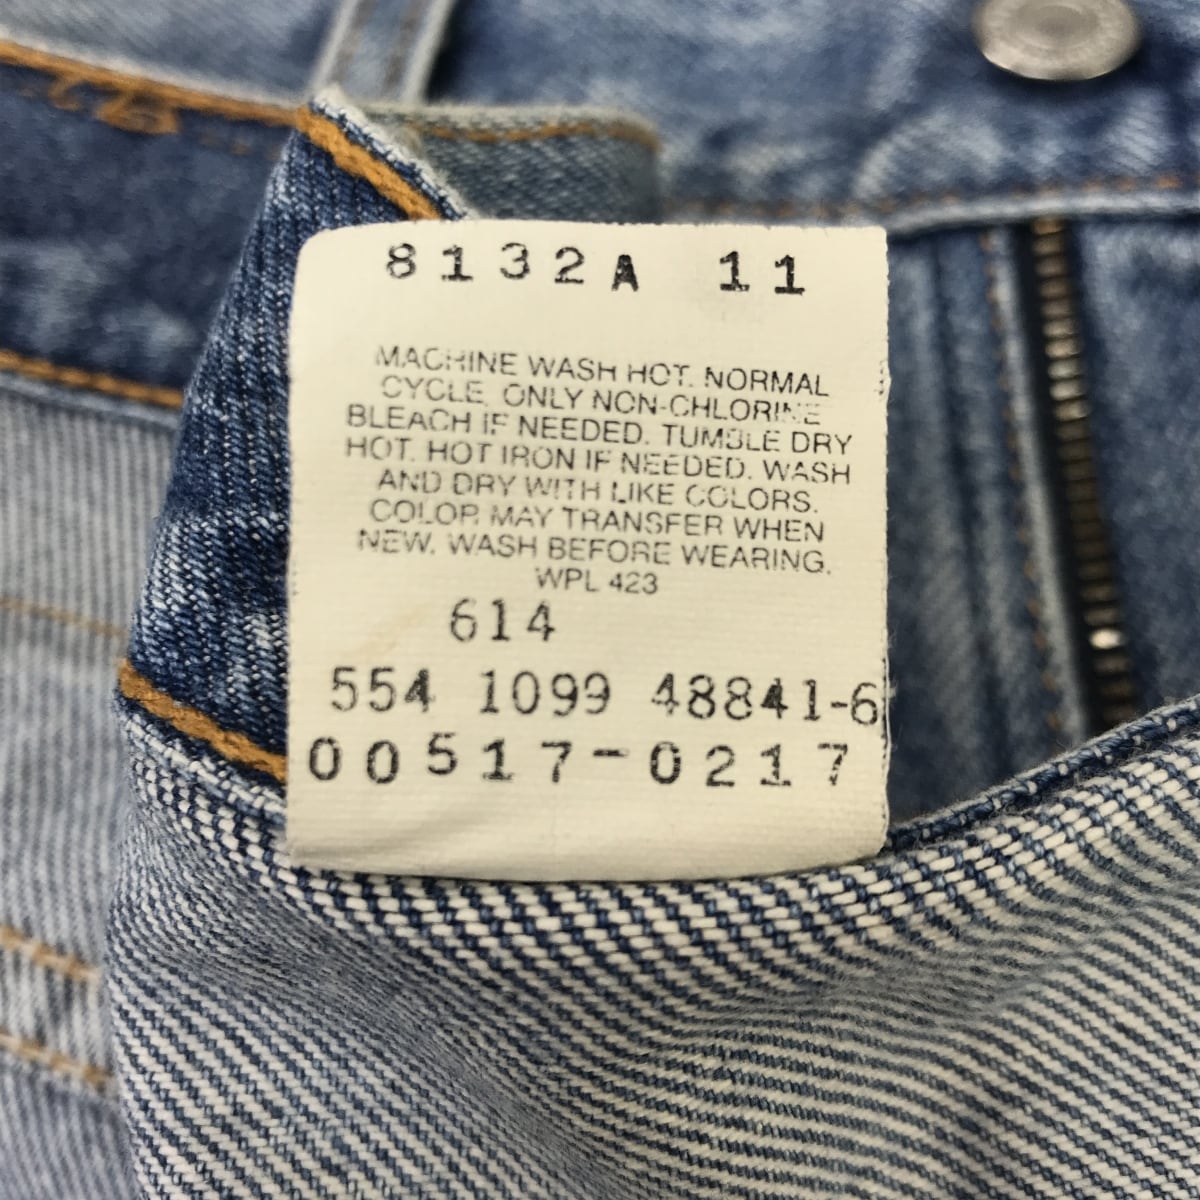 8132A 11
MACHINE WASH HOT. NORMAL
CYCLE. ONLY NON-CHLORINE
BLEACH IF NEEDED. TUMBLE DRY
HOT. HOT IRON IF NEEDED. WASH
AND DRY WITH LIKE COLORS.
COLOR MAY TRANSFER WHEN
NEW. WASH BEFORE WEARING.
WPL 423
614
554 1099 48841-6
00517-0217